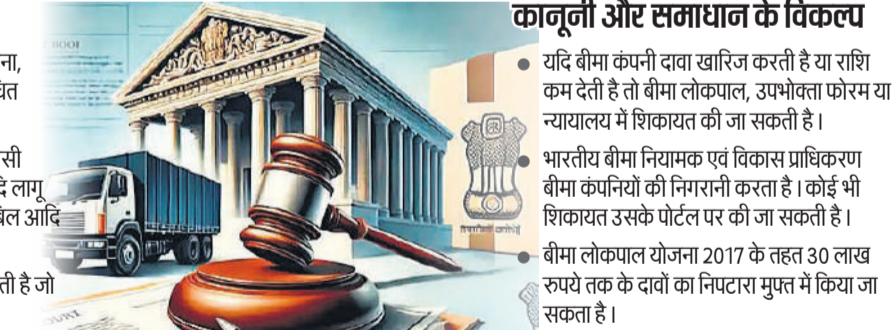 कानूनी और समाधान के विकल्प
यदि बीमा कंपनी दावा खारिज करती है या राशि
कम देती है तो बीमा लोकपाल, उपभोक्ता फोरम या
न्यायालय में शिकायत की जा सकती है।
भारतीय बीमा नियामक एवं विकास प्राधिकरण
बीमा कंपनियों की निगरानी करता है। कोई भी
शिकायत उसके पोर्टल पर की जा सकती है।
बीमा लोकपाल योजना 2017 के तहत 30 लाख
रुपये तक के दावों का निपटारा मुफ्त में किया जा
सकता है।
लागू
आदि
ती है जो